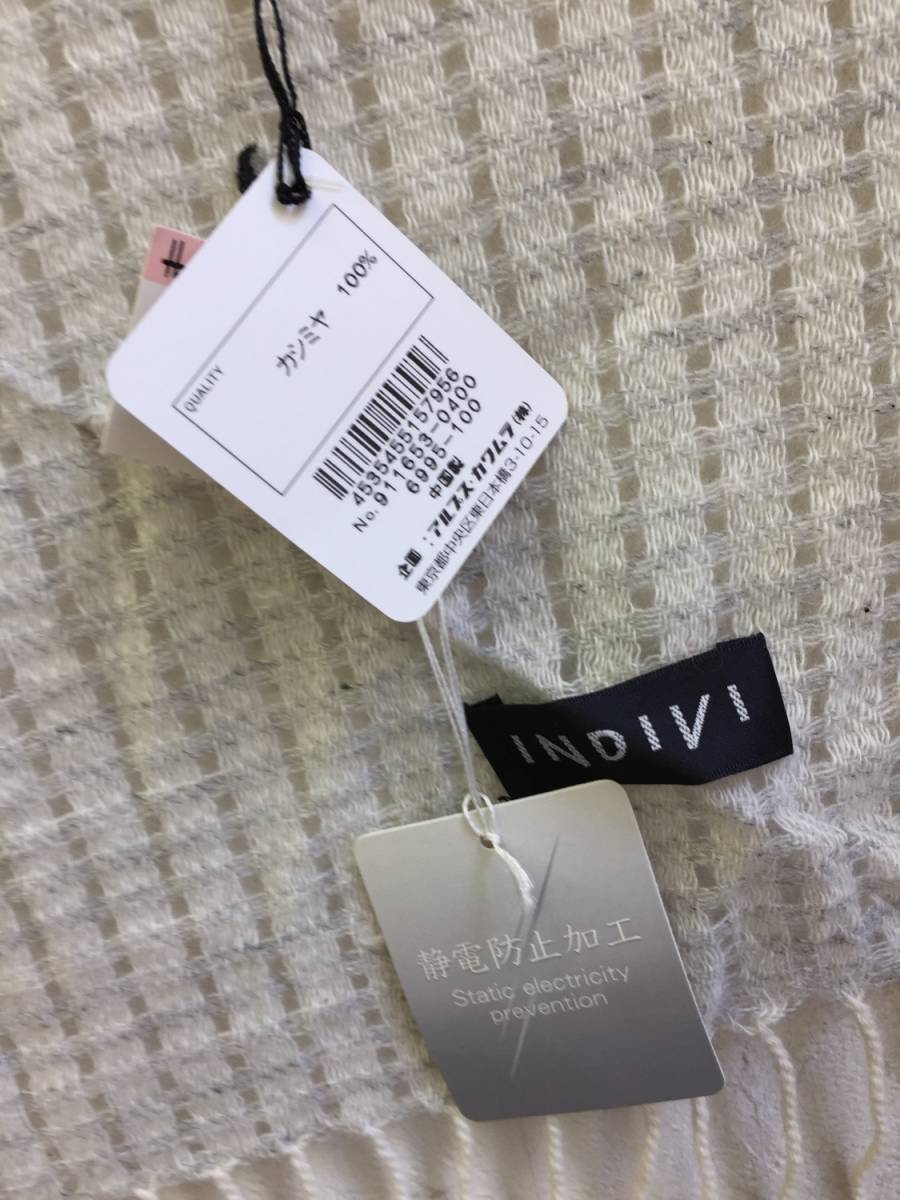 QUALITY
カシミヤ 100%
4535455157956
No.911653-0400
6995-100
中国製
企画:アルプス・カワムラ(株)
東京都中央区東日本橋3-10-15
INDIVI
静電防止加工
Static electricity
prevention